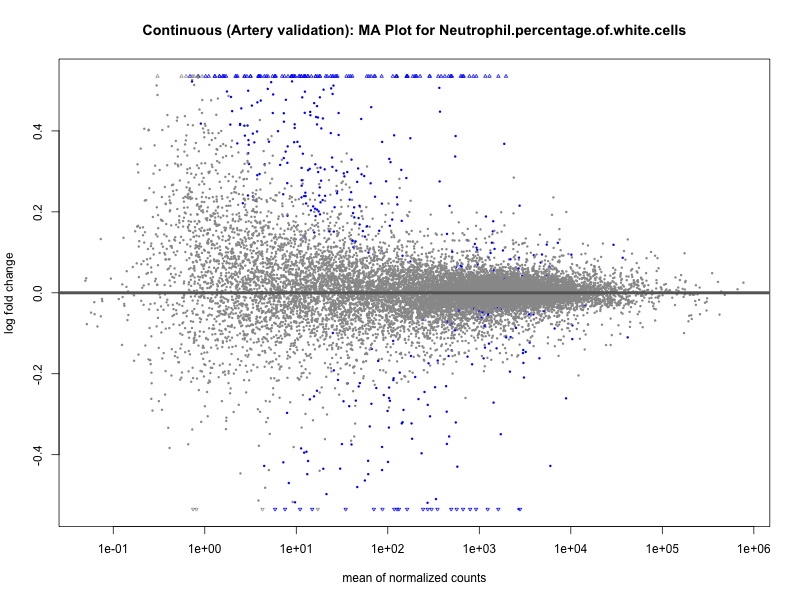 Continuous (Artery validation): MA Plot for Neutrophil.percentage.of.white.cells
log fold change
0.4
0.2
0.0
-0.2
-0.4
1e-01 1e+00 1e+01 1e+02 1e+03 1e+04 1e+05 1e+06
mean of normalized counts